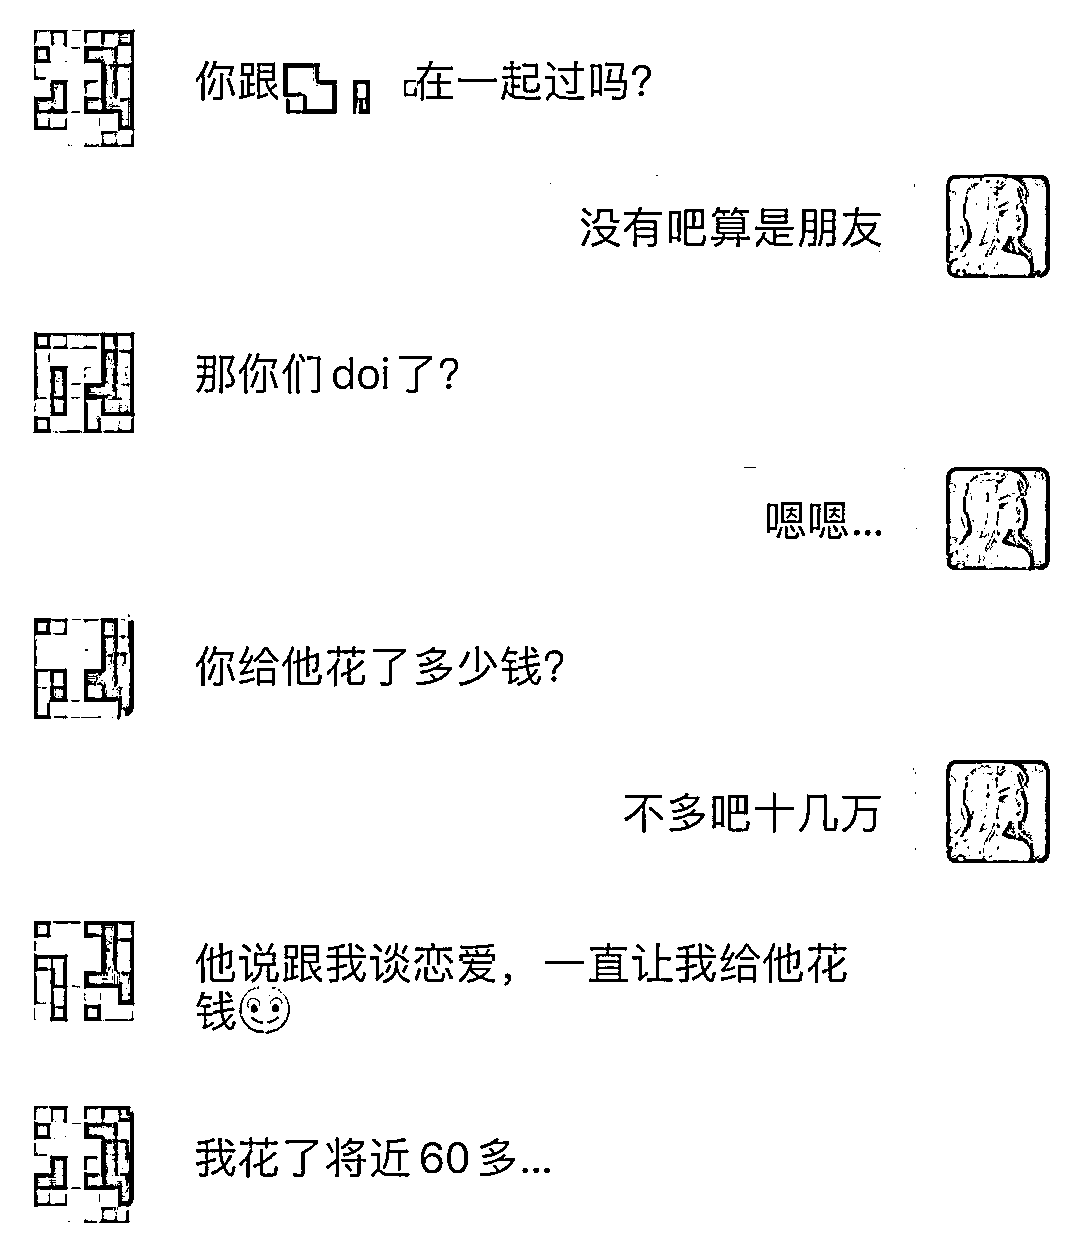 你跟 在一起过吗？
没有吧算是朋友
那你们doi了？
嗯嗯...
你给他花了多少钱？
不多吧十几万
他说跟我谈恋爱，一直让我给他花
钱
我花了将近60多...